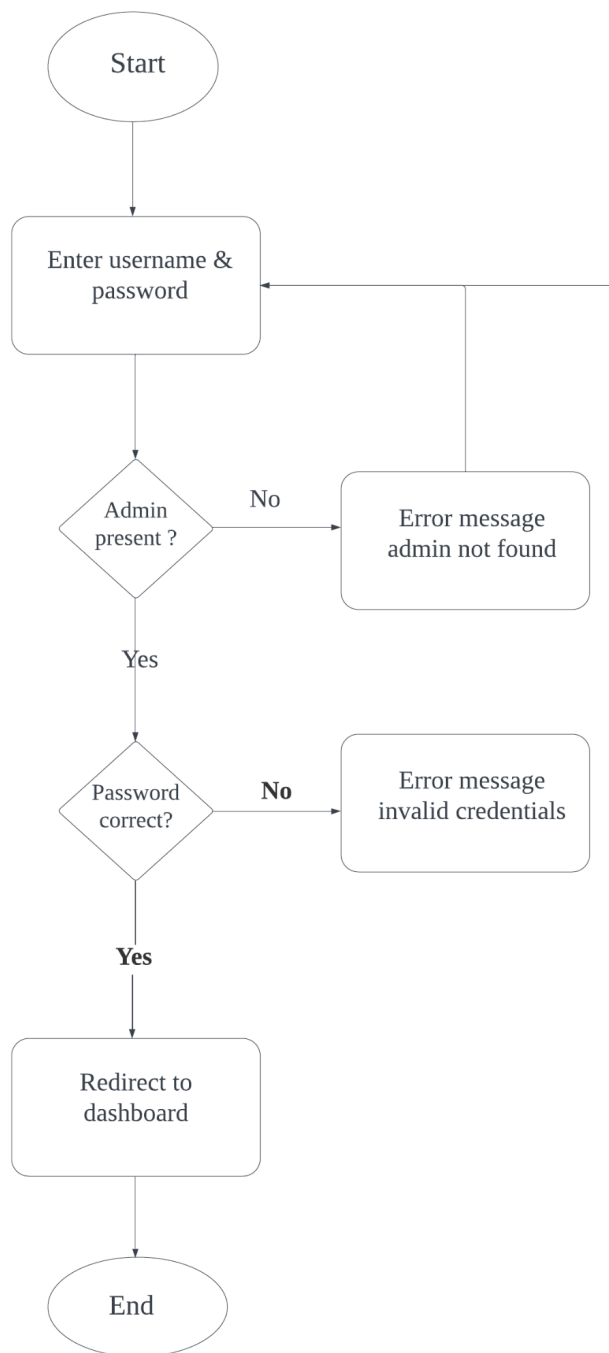 Start
Enter username &
password
Admin
present ?
No
Error message
admin not found
Yes
Password
correct?
No
Error message
invalid credentials
Yes
Redirect to
dashboard
End